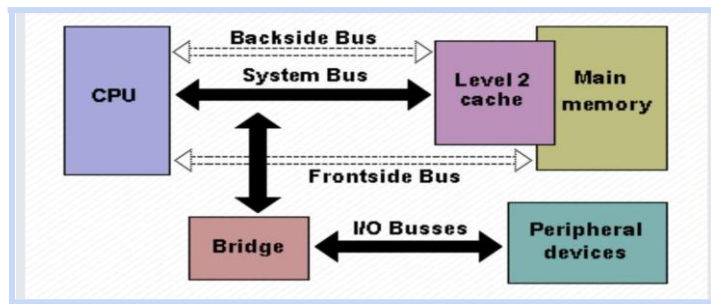 Backside Bus
System Bus
CPU
Level 2
cache
Main
memory
Frontside Bus
Bridge
I/O Busses
Peripheral
devices